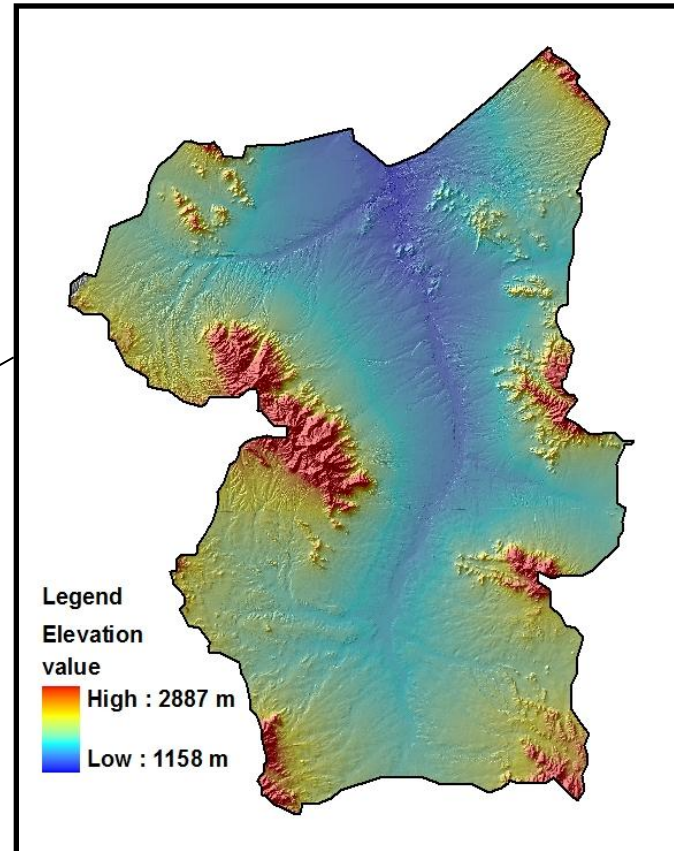 Legend
Elevation
value
High : 2887 m
Low : 1158 m